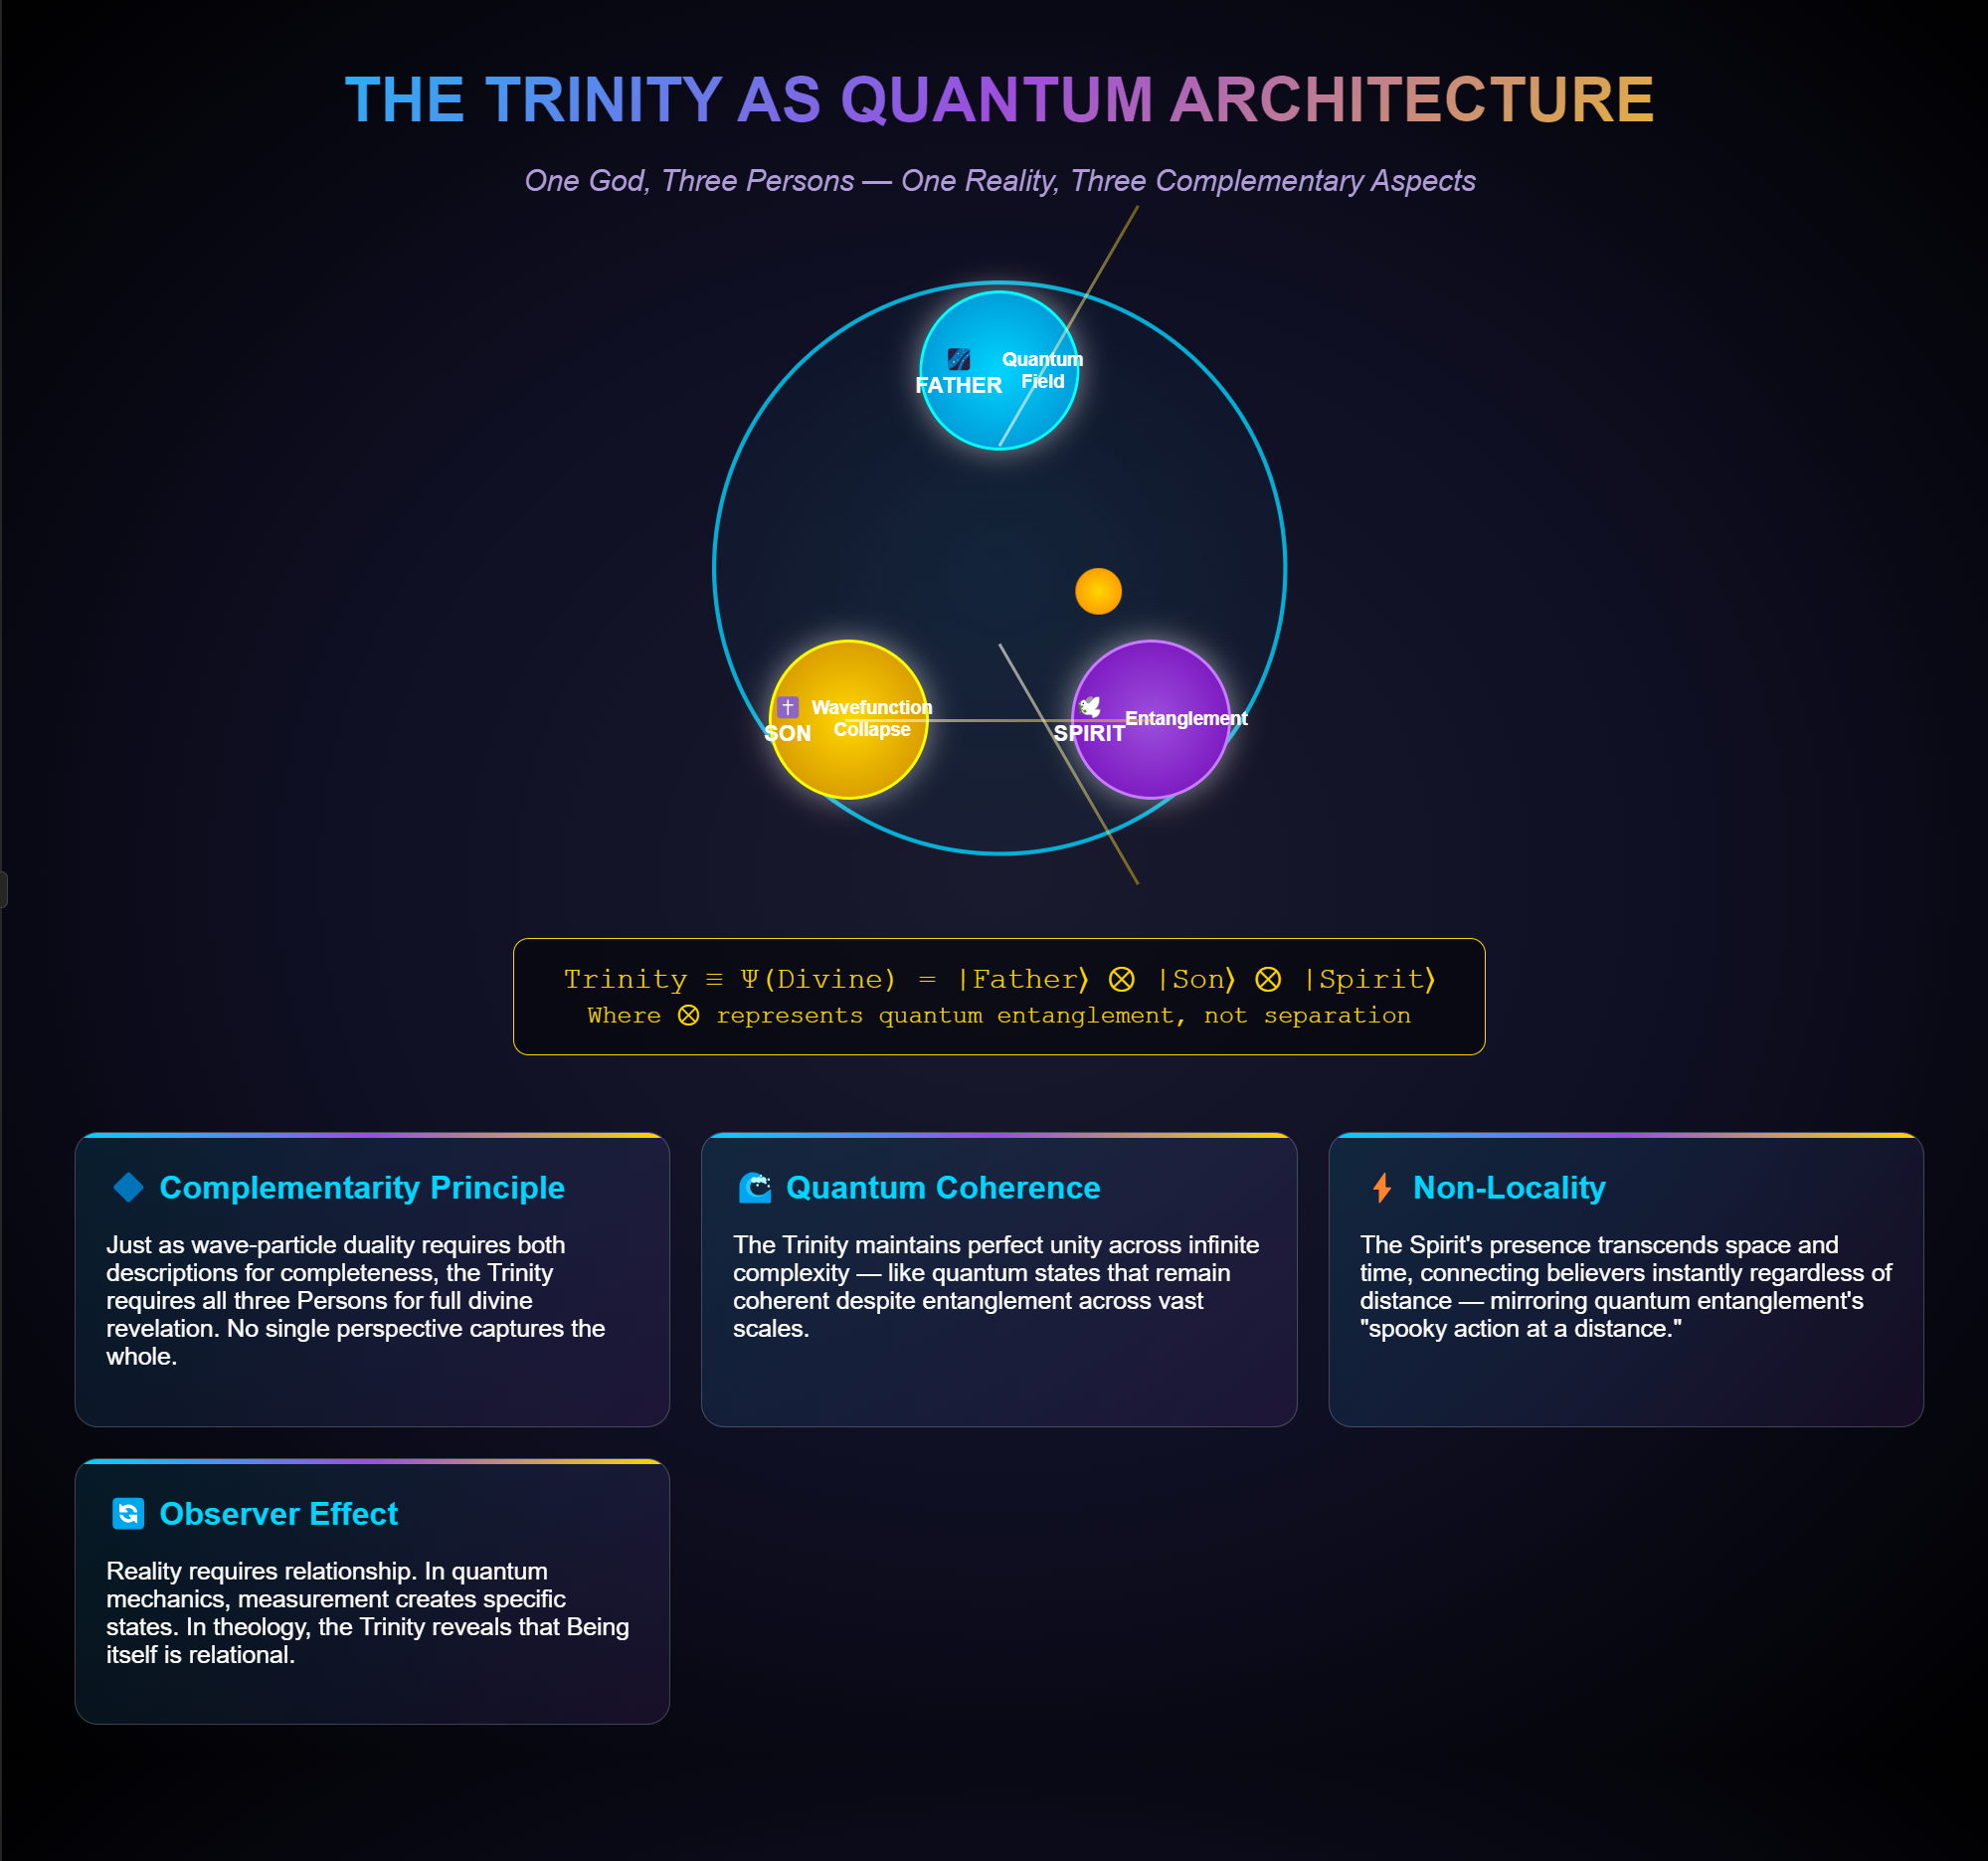 THE TRINITY AS QUANTUM ARCHITECTURE
One God, Three Persons — One Reality, Three Complementary Aspects
FATHER
Quantum
Field
SON
Wavefunction
Collapse
SPIRIT
Entanglement
Trinity ≡ Ψ(Divine) = |Father⟩ ⊗ |Son⟩ ⊗ |Spirit⟩
Where ⊗ represents quantum entanglement, not separation
Complementarity Principle
Just as wave-particle duality requires both
descriptions for completeness, the Trinity
requires all three Persons for full divine
revelation. No single perspective captures the
whole.
Quantum Coherence
The Trinity maintains perfect unity across infinite
complexity — like quantum states that remain
coherent despite entanglement across vast
scales.
Non-Locality
The Spirit's presence transcends space and
time, connecting believers instantly regardless of
distance — mirroring quantum entanglement's
"spooky action at a distance."
Observer Effect
Reality requires relationship. In quantum
mechanics, measurement creates specific
states. In theology, the Trinity reveals that Being
itself is relational.